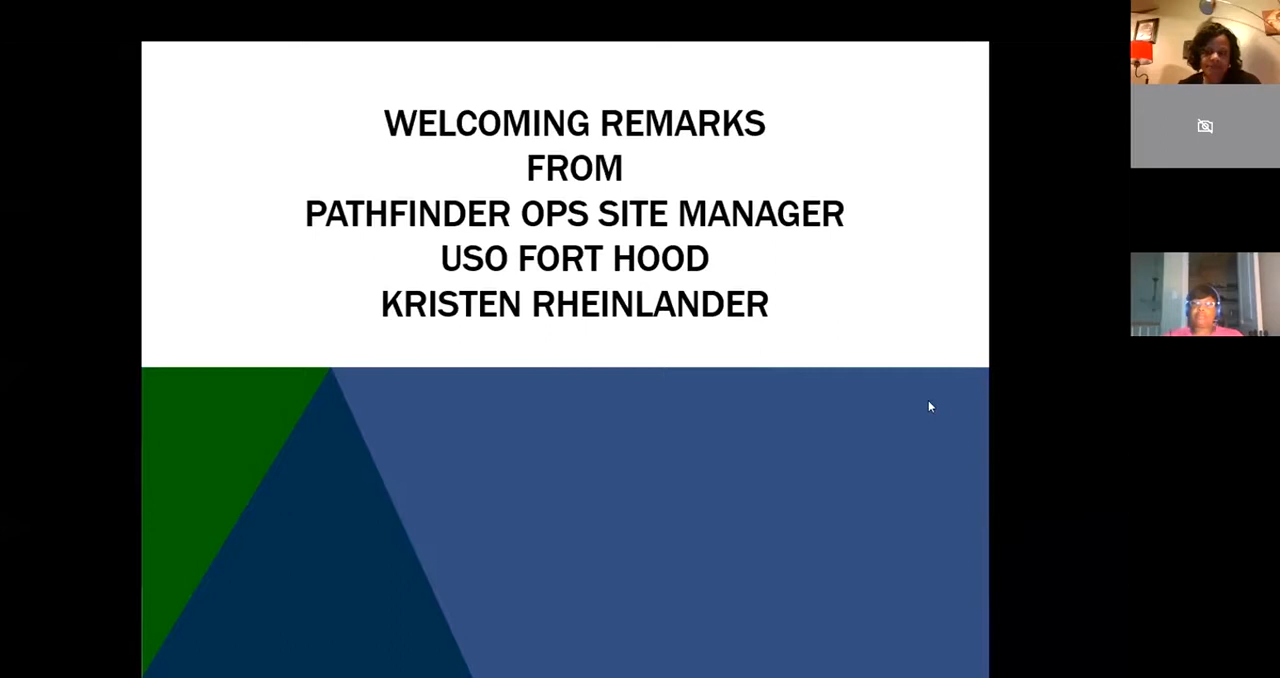 WELCOMING REMARKS
FROM
PATHFINDER OPS SITE MANAGER
USO FORT HOOD
KRISTEN RHEINLANDER